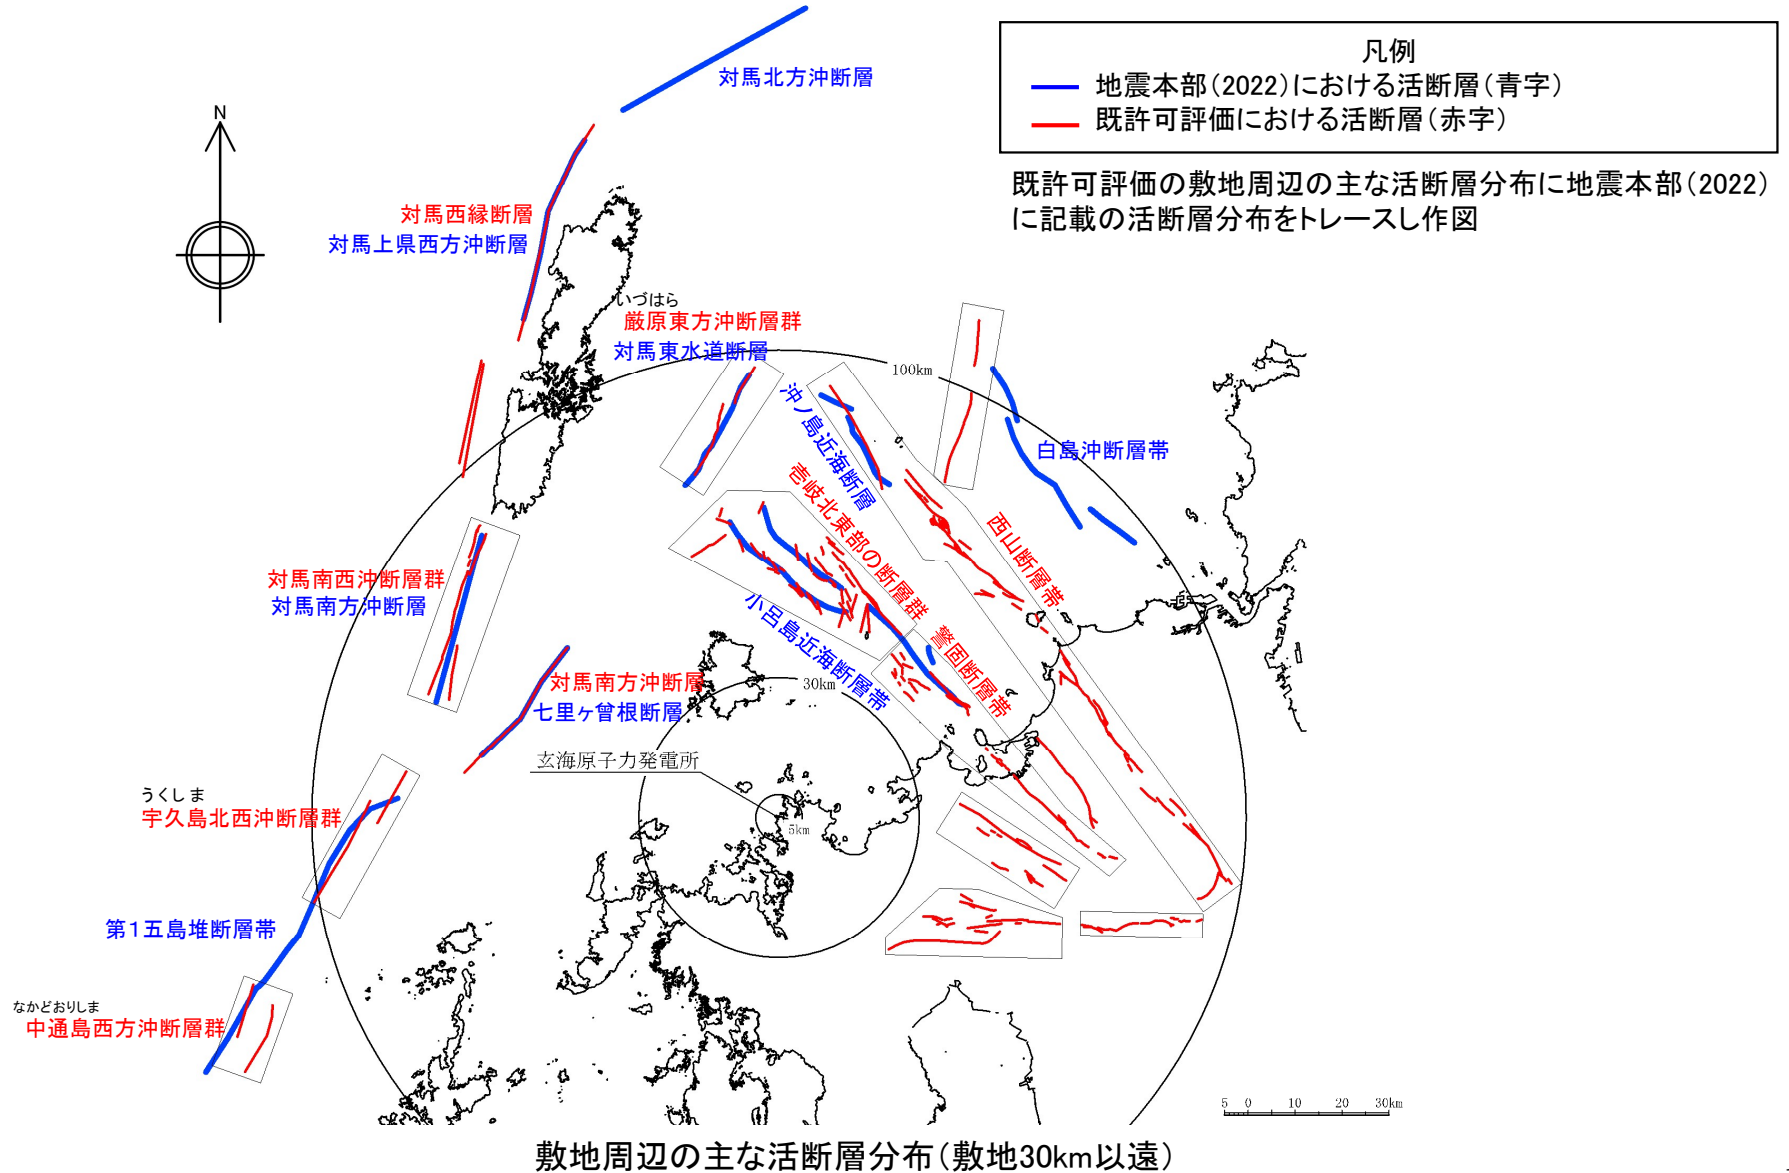 凡例
地震本部(2022)における活断層(青字)
既許可評価における活断層(赤字)
既許可評価の敷地周辺の主な活断層分布に地震本部(2022)
に記載の活断層分布をトレースし作図
N
対馬北方沖断層
対馬西縁断層
対馬上県西方沖断層
いづはら
厳原東方沖断層群
対馬東水道断層
100km
沖ノ島近海断層
白島沖断層帯
壱岐北東部の断層群
西山断層帯
対馬南西沖断層群
対馬南方沖断層
小呂島近海断層帯
警固断層帯
対馬南方沖断層
七里ヶ曾根断層
30km
玄海原子力発電所
5km
うくしま
宇久島北西沖断層群
第1五島堆断層帯
なかどおりしま
中通島西方沖断層群
5 0 10 20 30km
敷地周辺の主な活断層分布(敷地30km以遠)